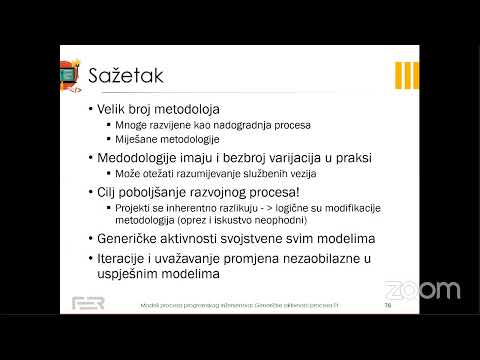 Sažetak
• Velik broj metodoloja
▪ Mnoge razvijene kao nadogradnja procesa
▪ Miješane metodologije
• Medodologije imaju i bezbroj varijacija u praksi
▪ Može otežati razumijevanje službenih vezija
• Cilj poboljšanje razvojnog procesa!
▪ Projekti se inherentno razlikuju - > logične su modifikacije
metodologija (oprez i iskustvo neophodni)
• Generičke aktivnosti svojstvene svim modelima
• Iteracije i uvažavanje promjena nezaobilazne u
uspješnim modelima
FER
Modeli procesa programskog inženjerstva: Generičke aktivnosti procesa PI
76
zoom